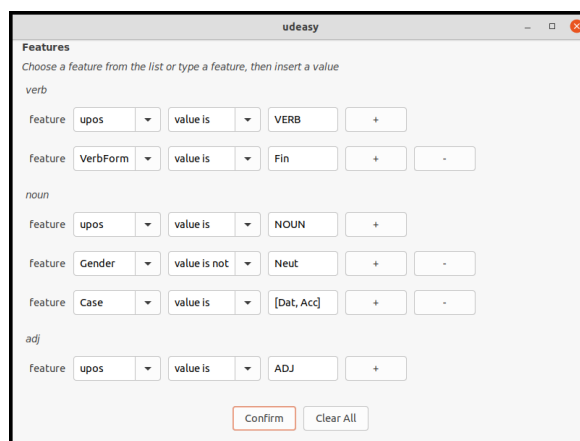 udeasy
Features
Choose a feature from the list or type a feature, then insert a value
verb
feature upos value is VERB +
feature VerbForm value is Fin + -
noun
feature upos value is NOUN +
feature Gender value is not Neut + -
feature Case value is [Dat, Acc] + -
adj
feature upos value is ADJ +
Confirm Clear All